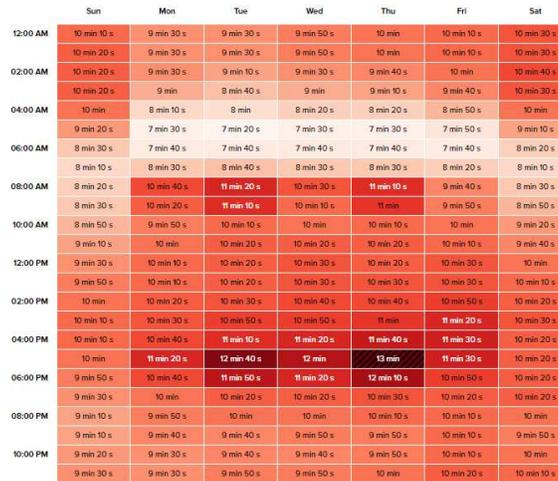 Sun Mon Tue Wed Thu Fri Sat
12:00 AM 10 min 10 s 9 min 30 s 9 min 30 s 9 min 50 s 10 min 10 min 10 s 10 min 30 s
10 min 20 s 9 min 30 s 9 min 30 s 9 min 50 s 10 min 10 min 10 s 10 min 30 s
02:00 AM 10 min 20 s 9 min 30 s 9 min 10 s 9 min 30 s 9 min 40 s 10 min 10 min 40 s
10 min 20 s 9 min 8 min 40 s 9 min 9 min 10 s 9 min 40 s 10 min 30 s
04:00 AM 10 min 8 min 10 s 8 min 8 min 20 s 8 min 20 s 8 min 50 s 10 min
9 min 20 s 7 min 30 s 7 min 20 s 7 min 30 s 7 min 30 s 7 min 50 s 9 min 10 s
06:00 AM 8 min 30 s 7 min 40 s 7 min 40 s 7 min 40 s 7 min 40 s 7 min 50 s 8 min 20 s
8 min 10 s 8 min 30 s 8 min 40 s 8 min 30 s 8 min 30 s 8 min 20 s 8 min 10 s
08:00 AM 8 min 20 s 10 min 40 s 11 min 20 s 10 min 30 s 11 min 10 s 9 min 40 s 8 min 30 s
8 min 30 s 10 min 20 s 11 min 10 s 10 min 10 s 11 min 9 min 50 s 8 min 50 s
10:00 AM 8 min 50 s 9 min 50 s 10 min 10 s 10 min 10 min 10 s 10 min 9 min 20 s
9 min 10 s 10 min 10 min 20 s 10 min 20 s 10 min 20 s 10 min 10 s 9 min 40 s
12:00 PM 9 min 30 s 10 min 10 s 10 min 20 s 10 min 30 s 10 min 20 s 10 min 30 s 10 min
9 min 50 s 10 min 10 s 10 min 20 s 10 min 30 s 10 min 30 s 10 min 30 s 10 min 10 s
02:00 PM 10 min 10 min 20 s 10 min 30 s 10 min 40 s 10 min 40 s 10 min 50 s 10 min 20 s
10 min 10 s 10 min 30 s 10 min 50 s 10 min 50 s 11 min 11 min 20 s 10 min 30 s
04:00 PM 10 min 10 s 10 min 40 s 11 min 10 s 11 min 20 s 11 min 40 s 11 min 30 s 10 min 20 s
10 min 11 min 20 s 12 min 40 s 12 min 13 min 11 min 30 s 10 min 20 s
06:00 PM 9 min 50 s 10 min 40 s 11 min 50 s 11 min 20 s 12 min 10 s 10 min 50 s 10 min 20 s
9 min 30 s 10 min 10 min 20 s 10 min 20 s 10 min 30 s 10 min 20 s 10 min 20 s
08:00 PM 9 min 10 s 9 min 50 s 10 min 10 min 10 min 10 s 10 min 10 s 10 min
9 min 10 s 9 min 40 s 9 min 40 s 9 min 50 s 9 min 50 s 10 min 10 s 9 min 50 s
10:00 PM 9 min 20 s 9 min 30 s 9 min 40 s 9 min 40 s 9 min 50 s 10 min 10 s 10 min
9 min 30 s 9 min 30 s 9 min 50 s 9 min 50 s 10 min 10 min 20 s 10 min 10 s